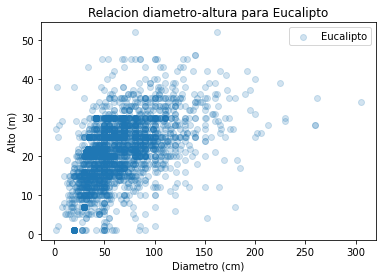 Relacion diametro-altura para Eucalipto
Eucalipto
Alto (m)
50
40
30
20
10
0
0 50 100 150 200 250 300
Diametro (cm)